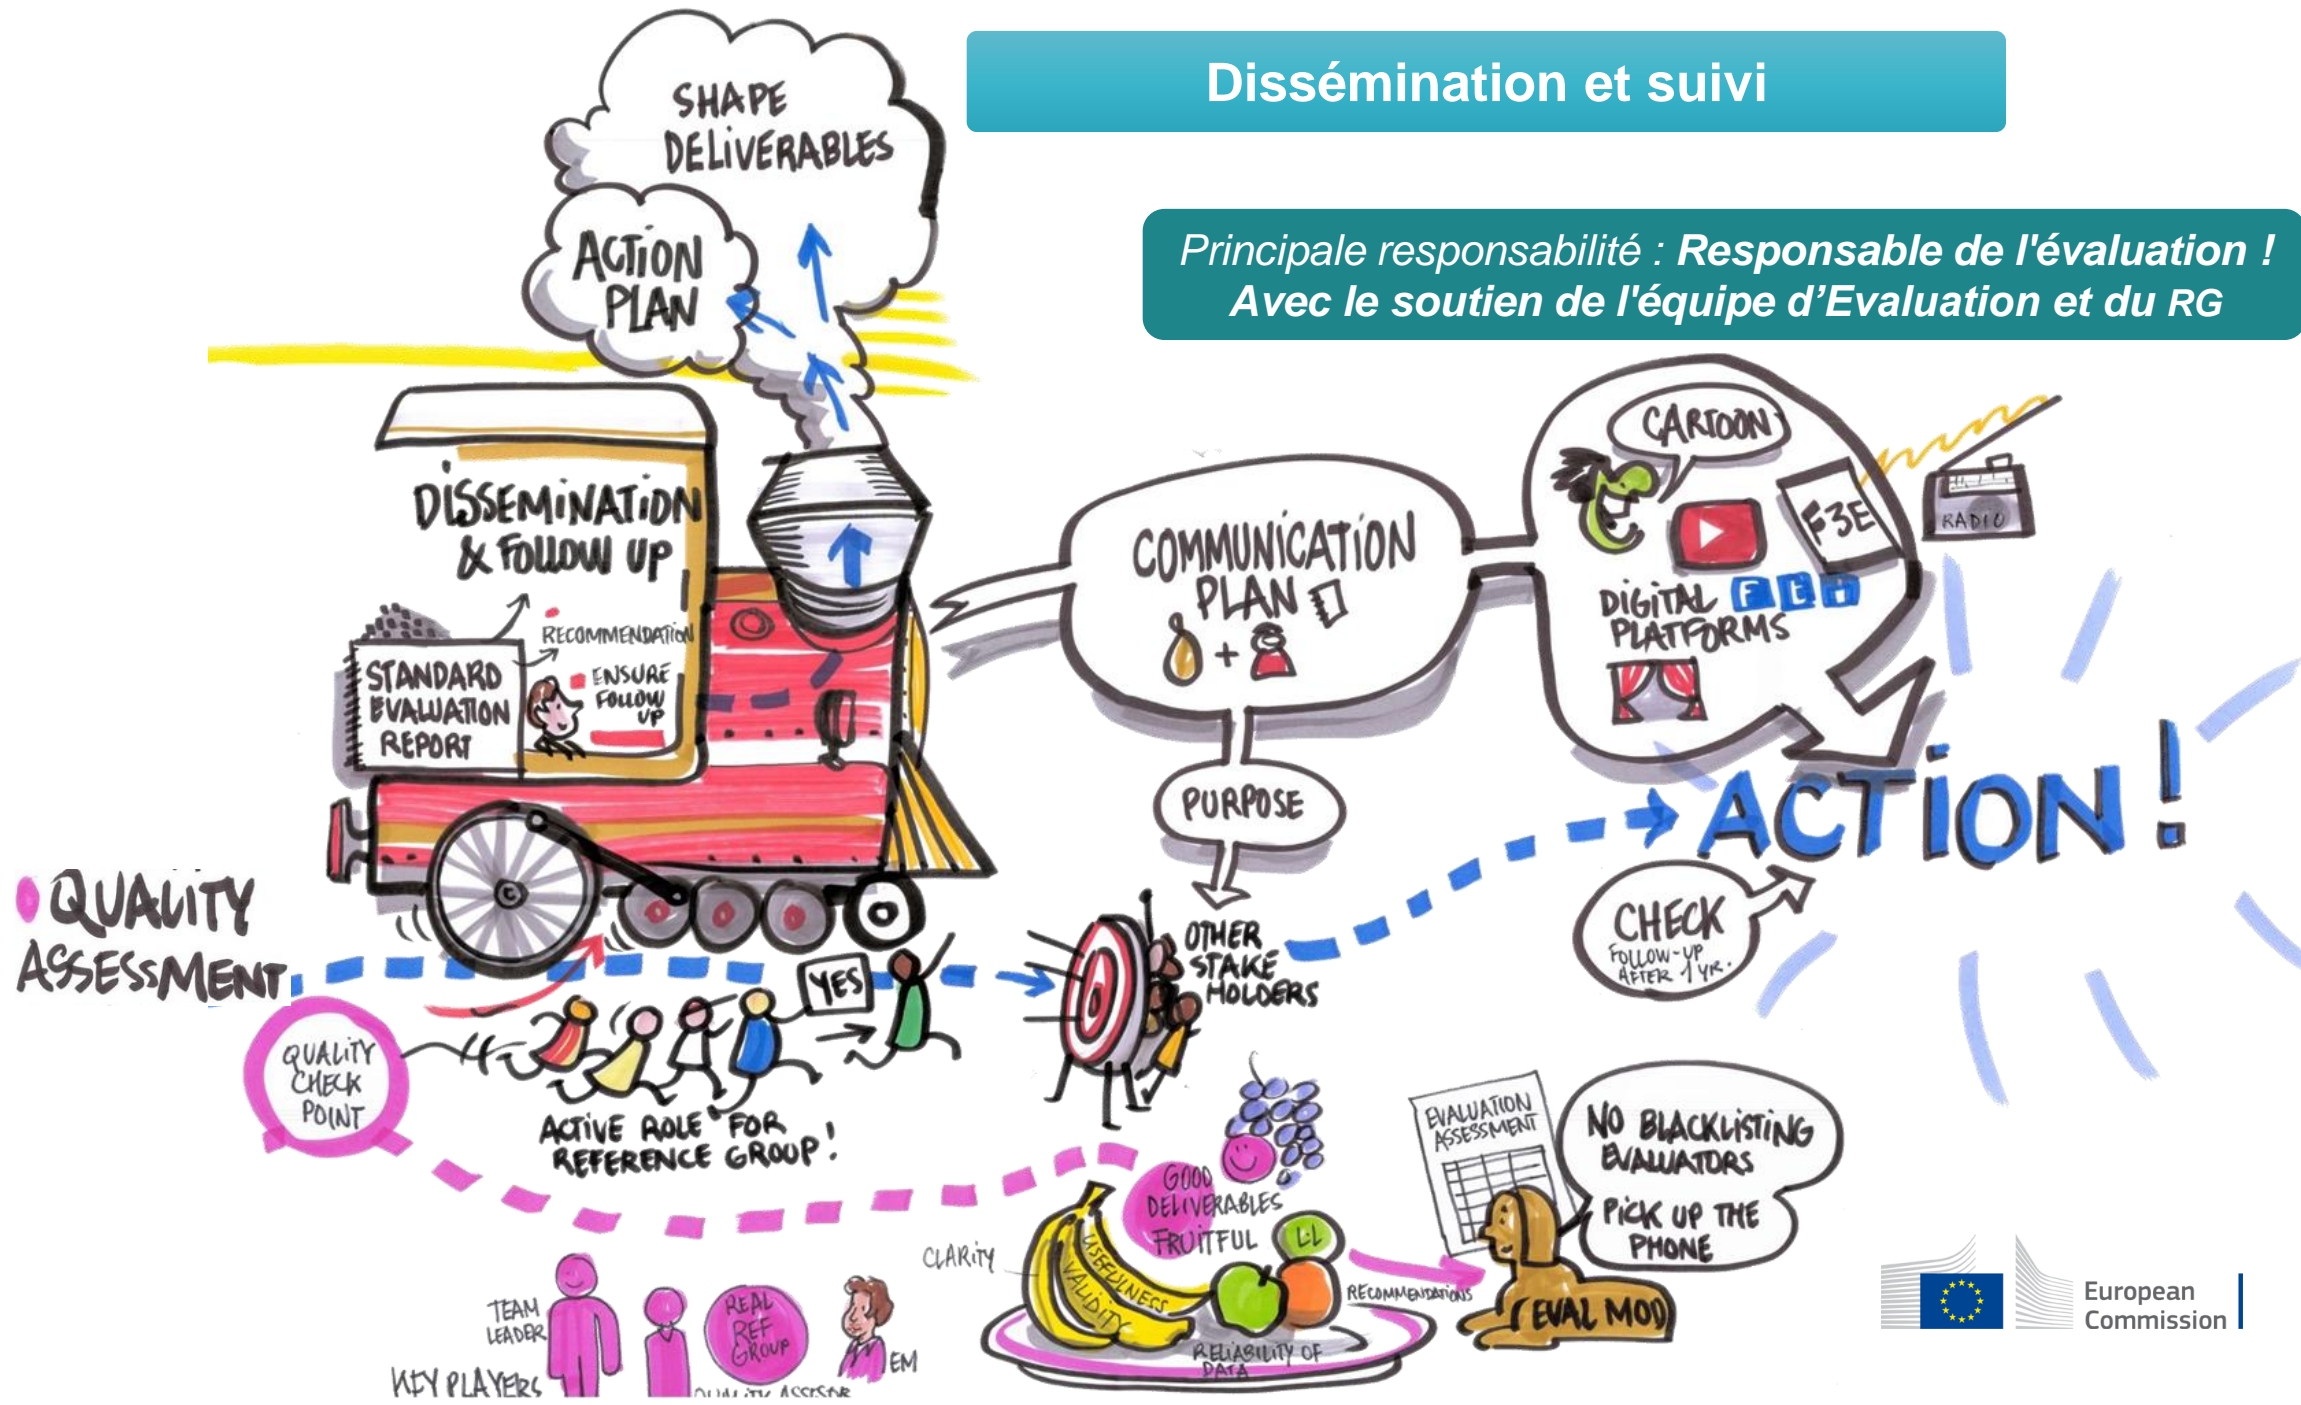 Dissémination et suivi
Principale responsabilité : Responsable de l'évaluation !
Avec le soutien de l'équipe d’Evaluation et du RG
SHAPE
DELIVERABLES
ACTION
PLAN
DISSEMINATION
& FOLLOW UP
RECOMMENDATION
ENSURE
FOLLOW
UP
STANDARD
EVALUATION
REPORT
COMMUNICATION
PLAN
PURPOSE
CARTOON
F3E
RADIO
DIGITAL
PLATFORMS
F t i
ACTION!
CHECK
FOLLOW-UP
AFTER 1 YR.
OTHER
STAKE
HOLDERS
QUALITY
ASSESSMENT
QUALITY
CHECK
POINT
YES
ACTIVE ROLE FOR
REFERENCE GROUP!
GOOD
DELIVERABLES
FRUITFUL
CLARITY
USEFULNESS
VALIDITY
L.L
RELIABILITY OF
DATA
RECOMMENDATIONS
EVALUATION
ASSESSMENT
NO BLACKLISTING
EVALUATORS
PICK UP THE
PHONE
EVAL MOD
TEAM
LEADER
KEY PLAYERS
REAL
REF
GROUP
EM
QUALITY ASSESOR
European
Commission